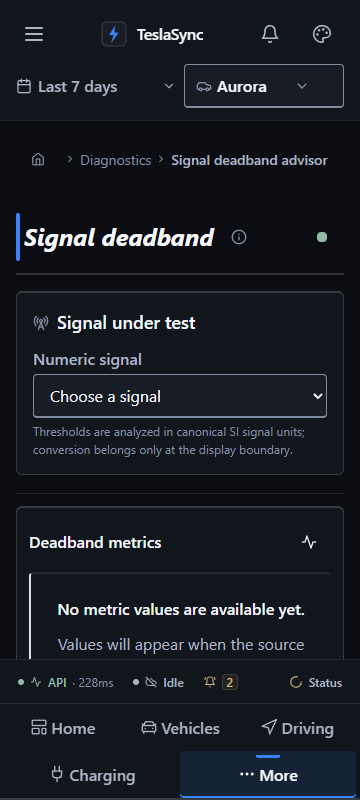 TeslaSync
Last 7 days
Aurora
Diagnostics
Signal deadband advisor
Signal deadband
Signal under test
Numeric signal
Choose a signal
Thresholds are analyzed in canonical SI signal units;
conversion belongs only at the display boundary.
Deadband metrics
No metric values are available yet.
Values will appear when the source
API · 228ms
Idle
2
Status
Home
Vehicles
Driving
Charging
More